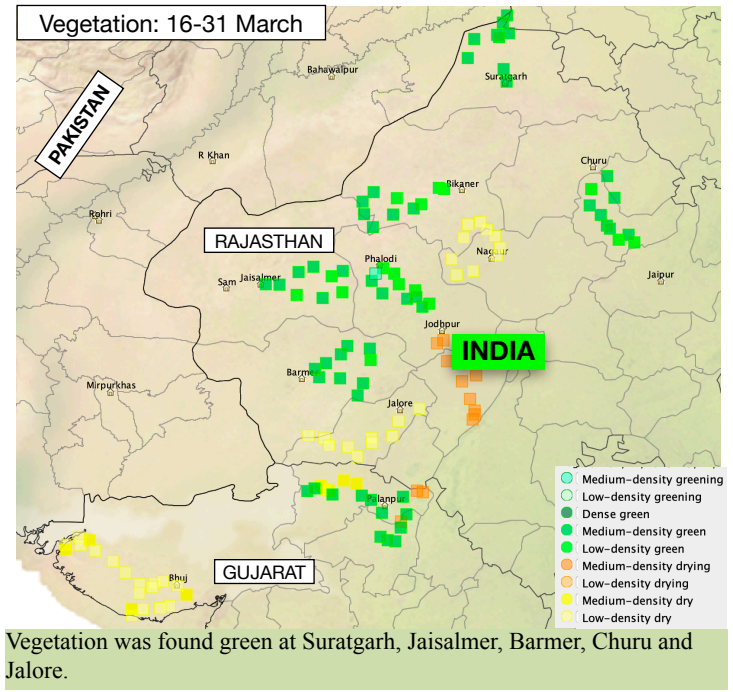 Vegetation: 16-31 March
PAKISTAN
Bahawalpur
Suratgarh
R Khan
Churu
Bikaner
Rohri
RAJASTHAN
Nagaur
Phalodi
Sam
Jaisalmer
Jaipur
Jodhpur
INDIA
Barmer
Mirpurkhas
Jalore
Palanpur
Bhuj
GUJARAT
Medium-density greening
Low-density greening
Dense green
Medium-density green
Low-density green
Medium-density drying
Low-density drying
Medium-density dry
Low-density dry
Vegetation was found green at Suratgarh, Jaisalmer, Barmer, Churu and
Jalore.